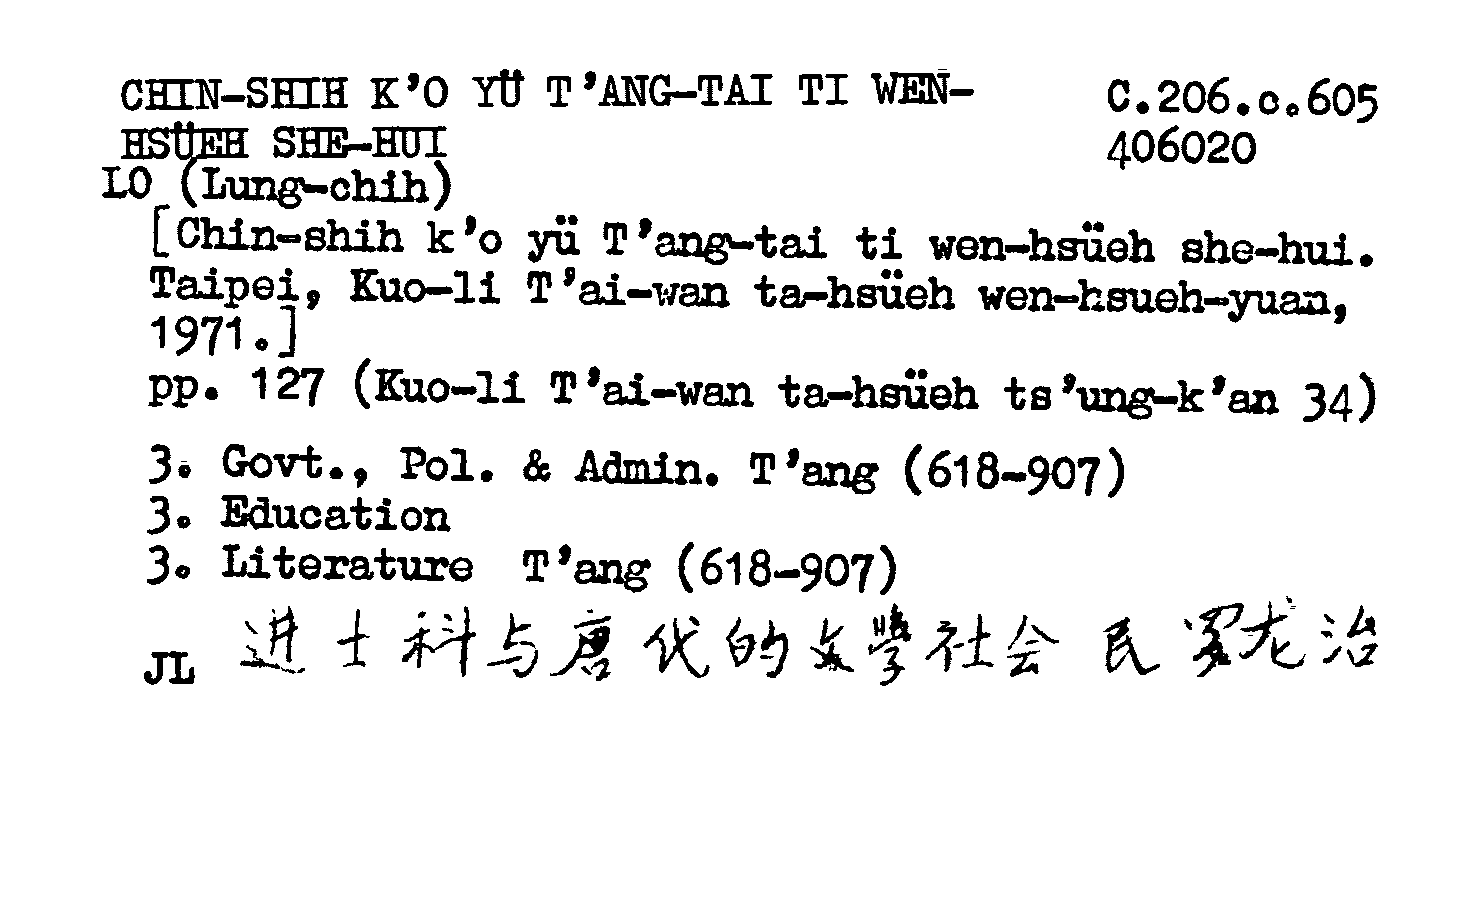 CHIN-SHIH K'O YÜ T'ANG-TAI TI WEN-
HSÜEH SHE-HUI
C.206.c.605
406020
LO (Lung-chih)
[Chin-shih k'o yü T'ang-tai ti wen-hsüeh she-hui.
Taipei, Kuo-li T'ai-wan ta-hsüeh wen-hsueh-yuan,
1971.]
pp. 127 (Kuo-li T'ai-wan ta-hsüeh ts'ung-k'an 34)
3. Govt., Pol. & Admin. T'ang (618-907)
3. Education
3. Literature T'ang (618-907)
JL 进士科与唐代的文學社会 民 罗龙治